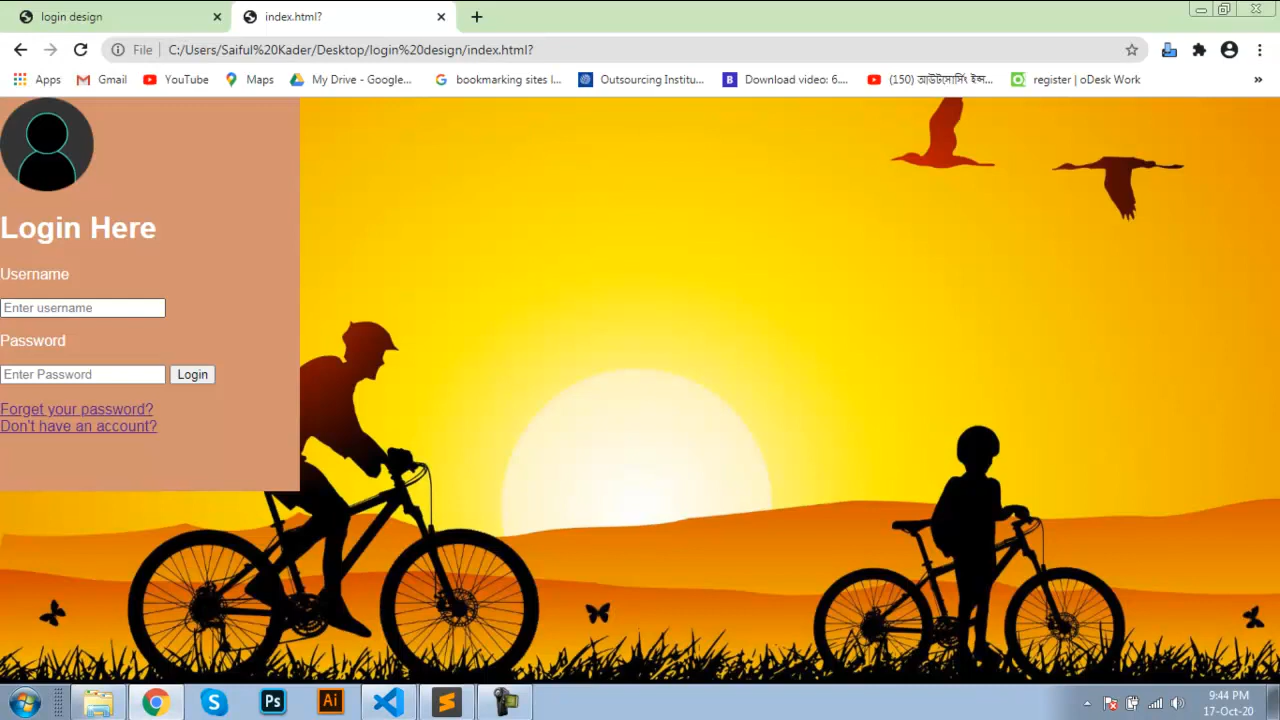 login design
index.html?
File
C:/Users/Saiful%20Kader/Desktop/login%20design/index.html?
Apps
Gmail
YouTube
Maps
My Drive - Google...
bookmarking sites l...
Outsourcing Institu...
B
Download video: 6....
(150) আউটসোর্সিং ইন্স...
register | oDesk Work
»
Login Here
Username
Enter username
Password
Enter Password
Login
Forget your password?
Don't have an account?
S
Ps
Ai
9:44 PM
17-Oct-20